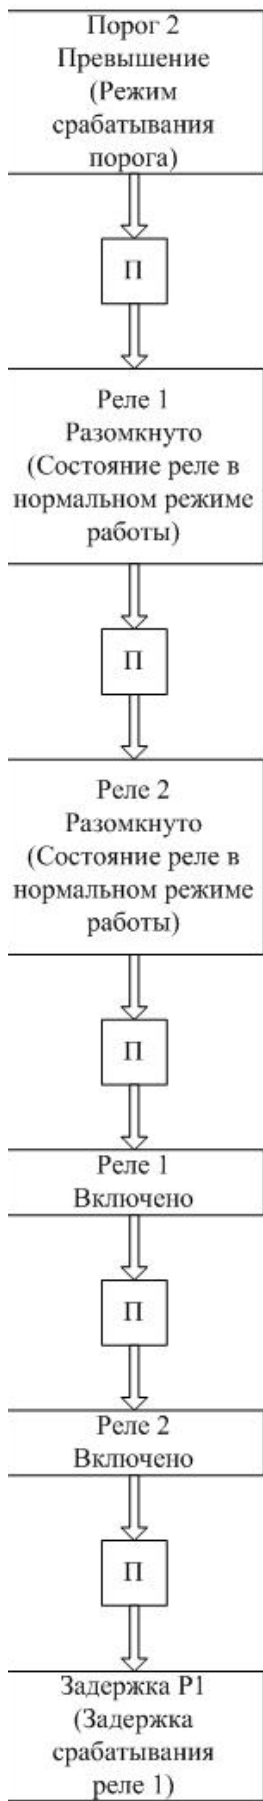 Порог 2
Превышение
(Режим
срабатывания
порога)
П
Реле 1
Разомкнуто
(Состояние реле в
нормальном режиме
работы)
П
Реле 2
Разомкнуто
(Состояние реле в
нормальном режиме
работы)
П
Реле 1
Включено
П
Реле 2
Включено
П
Задержка Р1
(Задержка
срабатывания
реле 1)